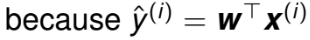 because ŷ⁽ⁱ⁾ = w⊤x⁽ⁱ⁾